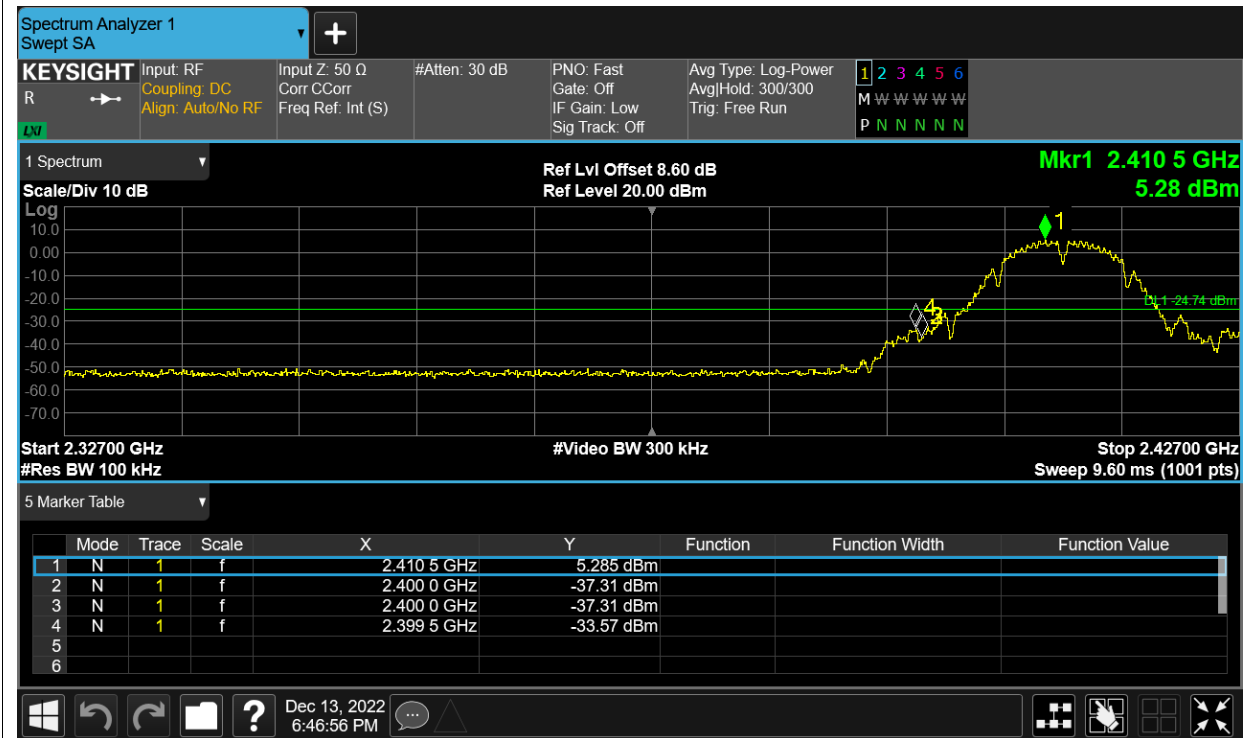 Spectrum Analyzer 1
Swept SA
+
KEYSIGHT
R
LXI
Input: RF
Coupling: DC
Align: Auto/No RF
Input Z: 50 Ω
Corr CCorr
Freq Ref: Int (S)
#Atten: 30 dB
PNO: Fast
Gate: Off
IF Gain: Low
Sig Track: Off
Avg Type: Log-Power
Avg|Hold: 300/300
Trig: Free Run
1 2 3 4 5 6
M W W W W W
P N N N N N
1 Spectrum
Scale/Div 10 dB
Ref Lvl Offset 8.60 dB
Ref Level 20.00 dBm
Mkr1 2.410 5 GHz
5.28 dBm
Log
10.0
0.00
-10.0
-20.0
-30.0
-40.0
-50.0
-60.0
-70.0
1
4
DL1 -24.74 dBm
Start 2.32700 GHz
#Res BW 100 kHz
#Video BW 300 kHz
Stop 2.42700 GHz
Sweep 9.60 ms (1001 pts)
5 Marker Table
Mode Trace Scale X Y Function Function Width Function Value
1 N 1 f 2.410 5 GHz 5.285 dBm
2 N 1 f 2.400 0 GHz -37.31 dBm
3 N 1 f 2.400 0 GHz -37.31 dBm
4 N 1 f 2.399 5 GHz -33.57 dBm
5
6
?
Dec 13, 2022
6:46:56 PM